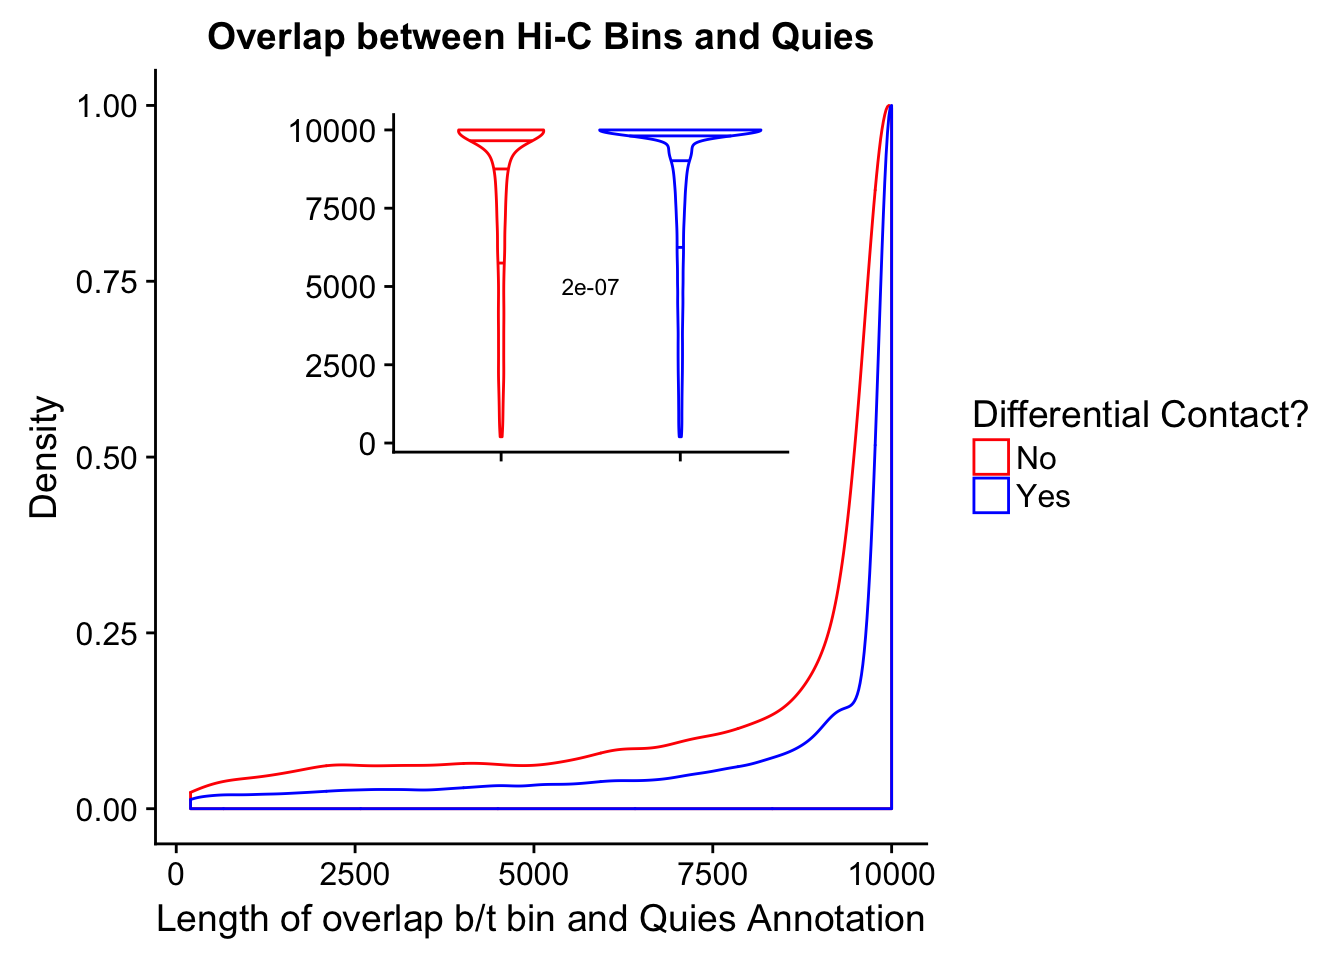 Overlap between Hi-C Bins and Quies
1.00
0.75
0.50
0.25
0.00
Density
10000
7500
5000
2500
0
2e-07
0
2500
5000
7500
10000
Length of overlap b/t bin and Quies Annotation
Differential Contact?
No
Yes